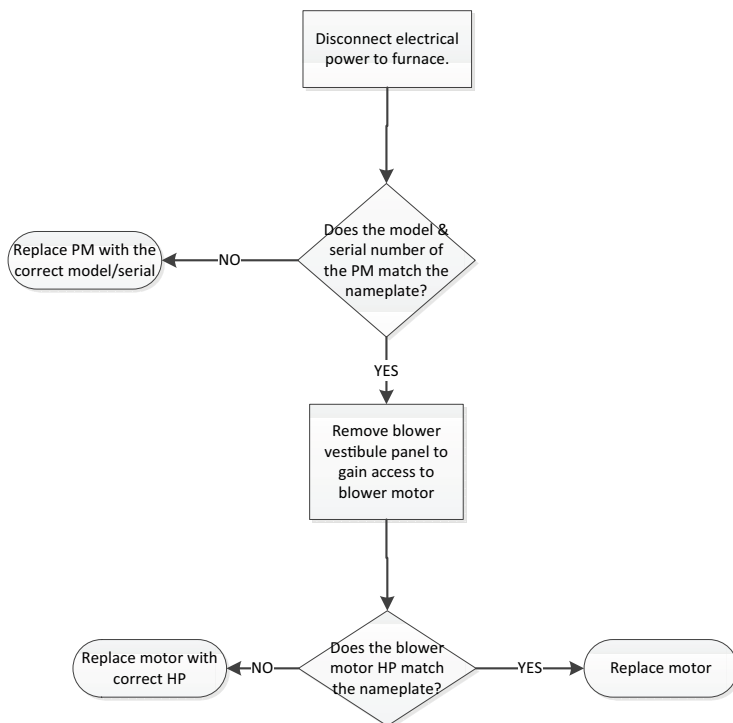 Disconnect electrical
power to furnace.
Does the model &
serial number of
the PM match the
nameplate?
NO
Replace PM with the
correct model/serial
YES
Remove blower
vestibule panel to
gain access to
blower motor
Does the blower
motor HP match
the nameplate?
NO
Replace motor with
correct HP
YES
Replace motor